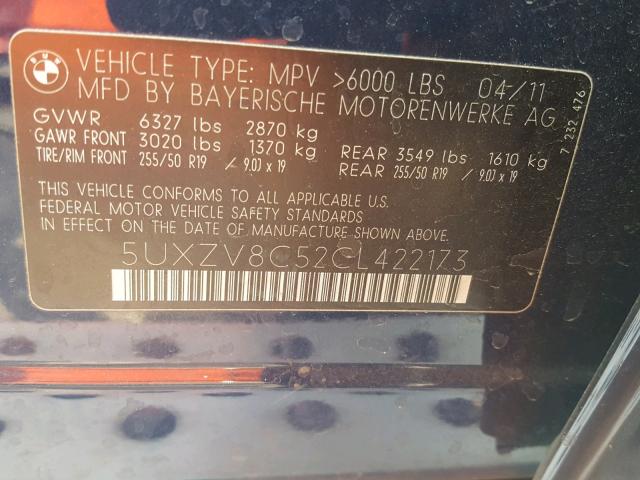 BMW
VEHICLE TYPE: MPV >6000 LBS 04/11
MFD BY BAYERISCHE MOTORENWERKE AG
GVWR 6327 lbs 2870 kg
GAWR FRONT 3020 lbs 1370 kg REAR 3549 lbs 1610 kg
TIRE/RIM FRONT 255/50 R19 / 9.0J x 19 REAR 255/50 R19 / 9.0J x 19
THIS VEHICLE CONFORMS TO ALL APPLICABLE U.S.
FEDERAL MOTOR VEHICLE SAFETY STANDARDS
IN EFFECT ON THE DATE OF MANUFACTURE SHOWN ABOVE.
5UXZV8C52CL422173
7 232 476